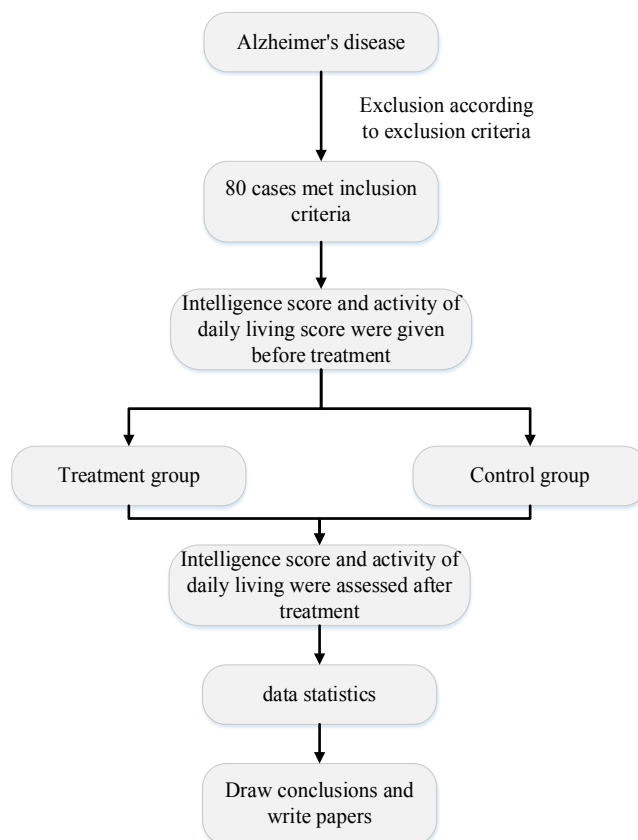 Alzheimer's disease
Exclusion according
to exclusion criteria
80 cases met inclusion
criteria
Intelligence score and activity of
daily living score were given
before treatment
Treatment group
Control group
Intelligence score and activity of
daily living were assessed after
treatment
data statistics
Draw conclusions and
write papers